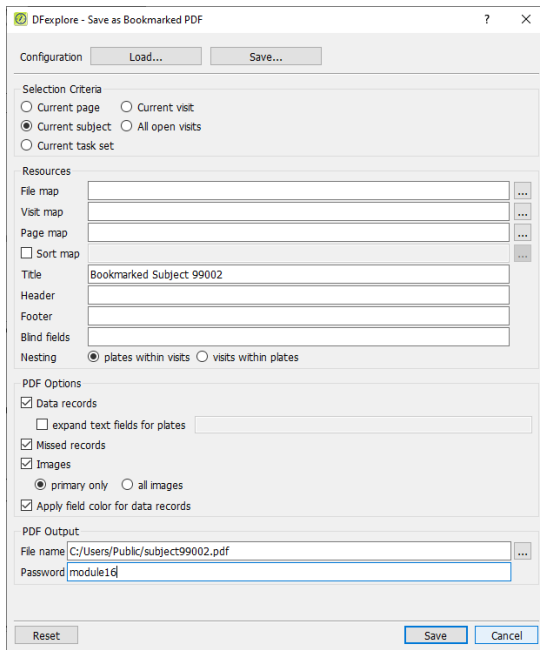 DFexplore - Save as Bookmarked PDF ? ×
Configuration Load... Save...
Selection Criteria
Current page Current visit
Current subject All open visits
Current task set
Resources
File map ...
Visit map ...
Page map ...
Sort map ...
Title Bookmarked Subject 99002
Header
Footer
Blind fields
Nesting plates within visits visits within plates
PDF Options
Data records
expand text fields for plates
Missed records
Images
primary only all images
Apply field color for data records
PDF Output
File name C:/Users/Public/subject99002.pdf ...
Password module16
Reset Save Cancel